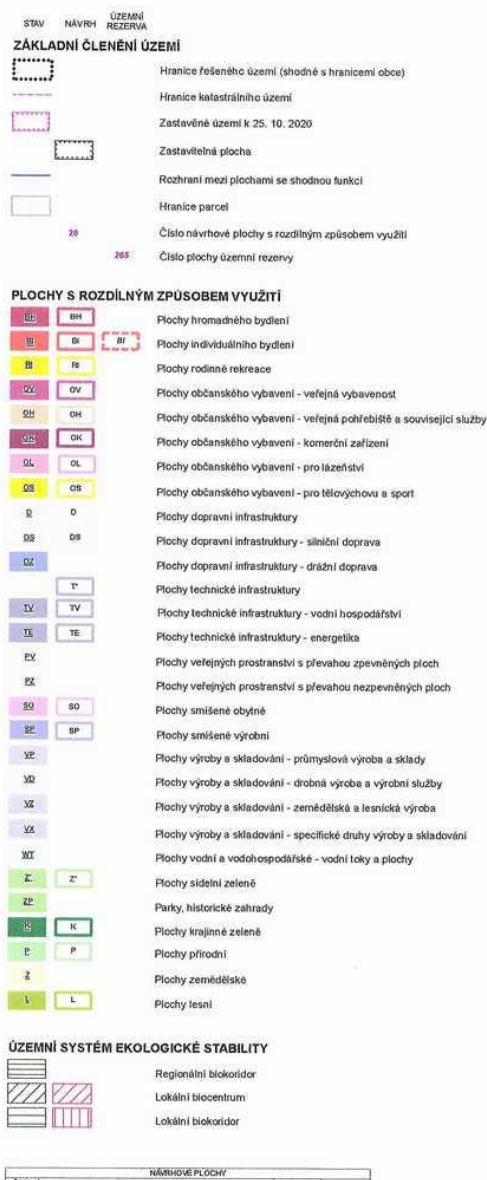 STAV NÁVRH ÚZEMNÍ REZERVA
ZÁKLADNÍ ČLENĚNÍ ÚZEMÍ
Hranice řešeného území (shodné s hranicemi obce)
Hranice katastrálního území
Zastavěné území k 25. 10. 2020
Zastavitelná plocha
Rozhraní mezi plochami se shodnou funkcí
Hranice parcel
20 Číslo návrhové plochy s rozdílným způsobem využití
265 Číslo plochy územní rezervy
PLOCHY S ROZDÍLNÝM ZPŮSOBEM VYUŽITÍ
BH BH Plochy hromadného bydlení
BI BI BI Plochy individuálního bydlení
RI RI Plochy rodinné rekreace
OV OV Plochy občanského vybavení - veřejná vybavenost
OH OH Plochy občanského vybavení - veřejná pohřebiště a související služby
OK OK Plochy občanského vybavení - komerční zařízení
OL OL Plochy občanského vybavení - pro lázeňství
OS OS Plochy občanského vybavení - pro tělovýchovu a sport
D D Plochy dopravní infrastruktury
DS DS Plochy dopravní infrastruktury - silniční doprava
DZ Plochy dopravní infrastruktury - drážní doprava
T* Plochy technické infrastruktury
TV TV Plochy technické infrastruktury - vodní hospodářství
TE TE Plochy technické infrastruktury - energetika
PV Plochy veřejných prostranství s převahou zpevněných ploch
PZ Plochy veřejných prostranství s převahou nezpevněných ploch
SO SO Plochy smíšené obytné
SP SP Plochy smíšené výrobní
VP Plochy výroby a skladování - průmyslová výroba a sklady
VD Plochy výroby a skladování - drobná výroba a výrobní služby
VZ Plochy výroby a skladování - zemědělská a lesnická výroba
VX Plochy výroby a skladování - specifické druhy výroby a skladování
WT Plochy vodní a vodohospodářské - vodní toky a plochy
Z* Z* Plochy sídelní zeleně
ZP Parky, historické zahrady
K K Plochy krajinné zeleně
P P Plochy přírodní
Z Plochy zemědělské
L L Plochy lesní
ÚZEMNÍ SYSTÉM EKOLOGICKÉ STABILITY
Regionální biokoridor
Lokální biocentrum
Lokální biokoridor
NÁVRHOVÉ PLOCHY